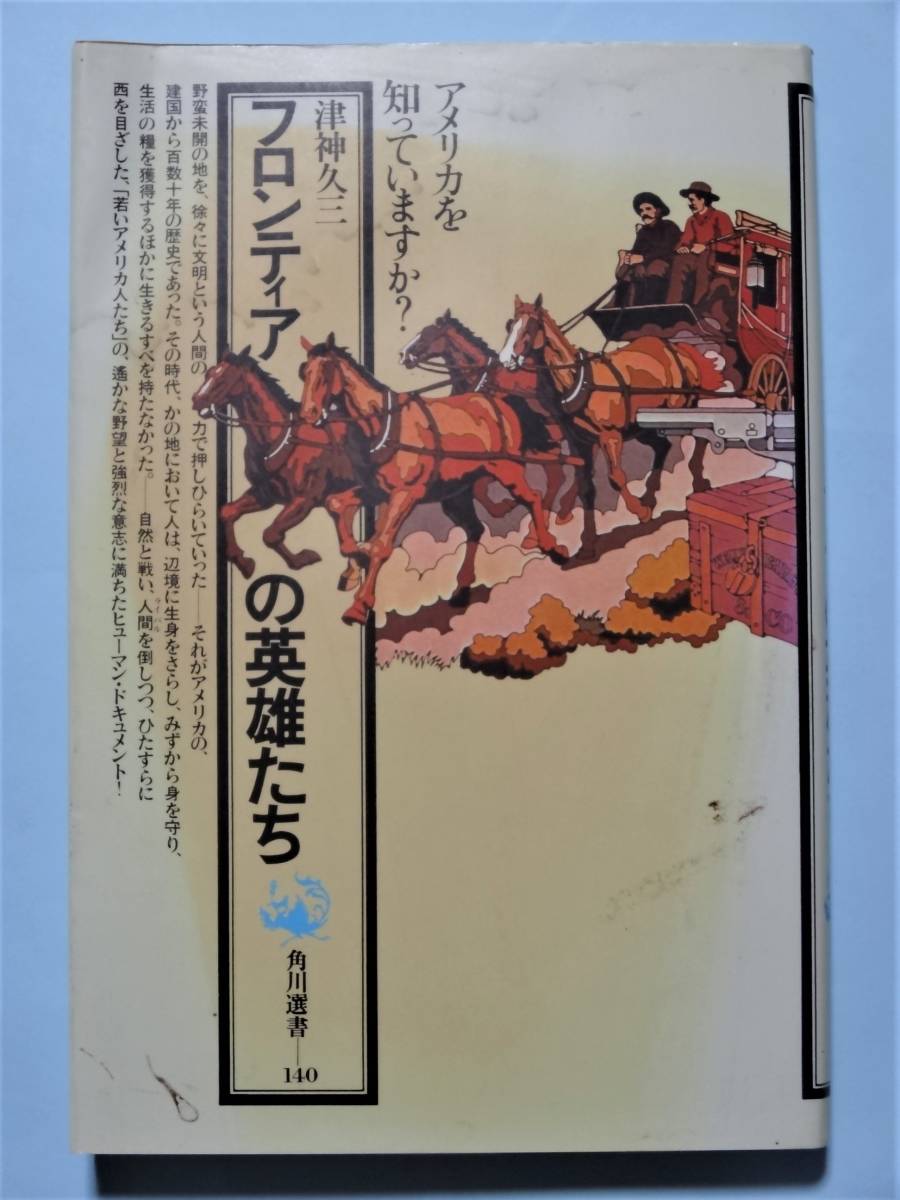 アメリカを
知っていますか?
津神久三
フロンティアの英雄たち
角川選書―140
野蛮未開の地を、徐々に文明という人間の力で押しひらいていった――それがアメリカの、
建国から百数十年の歴史であった。その時代、かの地において人は、辺境に生身をさらし、みずから身を守り、
生活の糧を獲得するほかに生きるすべを持たなかった。――自然と戦い、人間を倒しつつ、ひたすらに
ライバル
西を目ざした、「若いアメリカ人たち」の、遙かな野望と強烈な意志に満ちたヒューマン・ドキュメント!